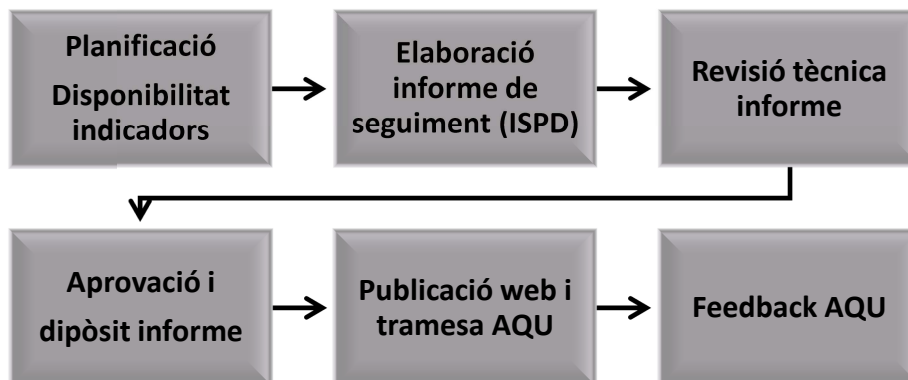 Planificació
Disponibilitat
indicadors
Elaboració
informe de
seguiment (ISPD)
Revisió tècnica
informe
Aprovació i
dipòsit informe
Publicació web i
tramesa AQU
Feedback AQU